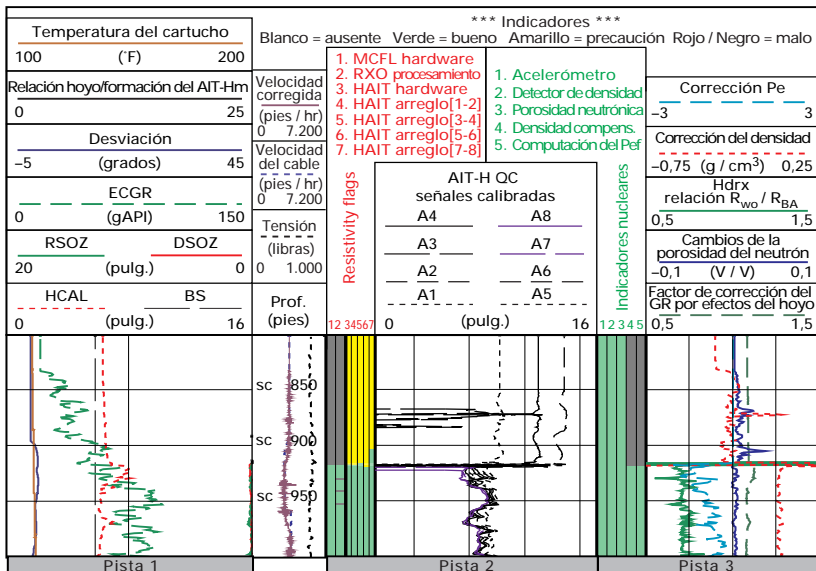 *** Indicadores ***
Blanco = ausente Verde = bueno Amarillo = precaución Rojo / Negro = malo
Temperatura del cartucho
100 (°F) 200
Relación hoyo/formación del AIT-Hm
0 25
Desviación
–5 (grados) 45
ECGR
0 (gAPI) 150
RSOZ DSOZ
20 (pulg.) 0
HCAL BS
0 (pulg.) 16
Velocidad
corregida
(pies / hr)
0 7.200
Velocidad
del cable
(pies / hr)
0 7.200
Tensión
(libras)
0 1.000
Prof.
(pies)
1. MCFL hardware
2. RXO procesamiento
3. HAIT hardware
4. HAIT arreglo[1-2]
5. HAIT arreglo[3-4]
6. HAIT arreglo[5-6]
7. HAIT arreglo[7-8]
Resistivity flags
12 34567
1. Acelerómetro
2. Detector de densidad
3. Porosidad neutrónica
4. Densidad compens.
5. Computación del Pef
AIT-H QC
señales calibradas
A4 A8
A3 A7
A2 A6
A1 A5
0 (pulg.) 16
Indicadores nucleares
1 2 3 4 5
Corrección Pe
–3 3
Corrección del densidad
–0,75 (g / cm³) 0,25
Hdrx
relación Rwo / RBA
0,5 1,5
Cambios de la
porosidad del neutrón
–0,1 (V / V) 0,1
Factor de corrección del
GR por efectos del hoyo
0,5 1,5
SC 850
SC 900
SC 950
Pista 1
Pista 2
Pista 3